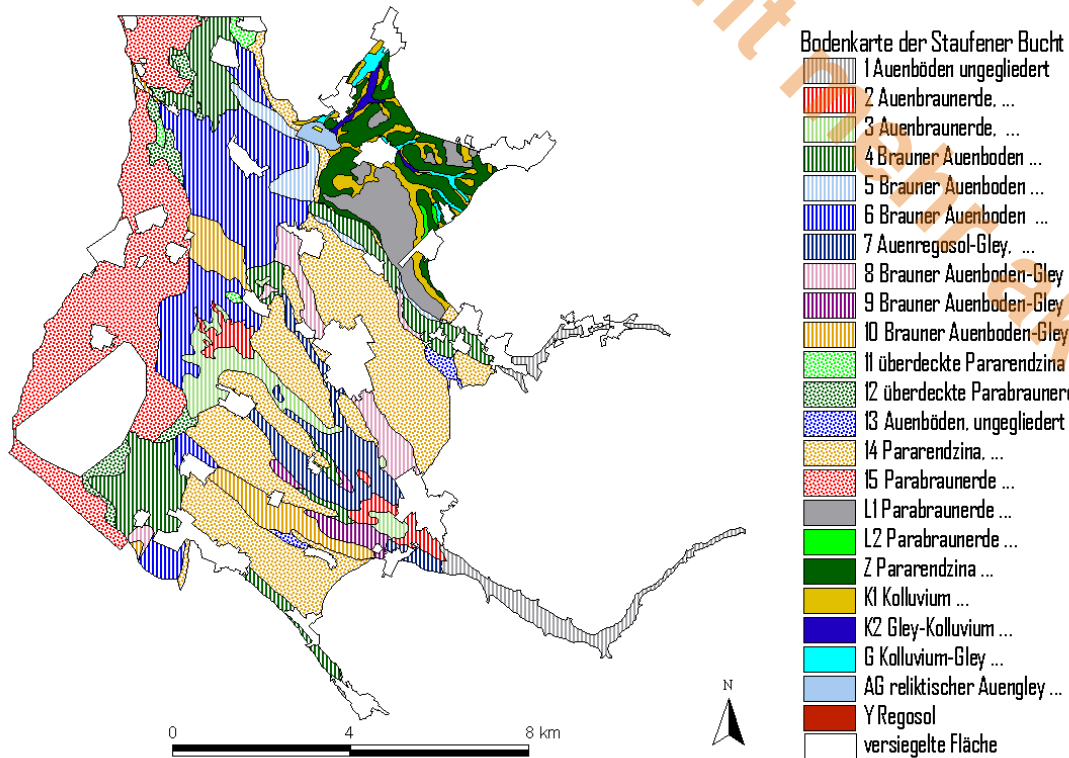 nt mehr ak
Bodenkarte der Staufener Bucht
1 Auenböden ungegliedert
2 Auenbraunerde, ...
3 Auenbraunerde, ...
4 Brauner Auenboden ...
5 Brauner Auenboden ...
6 Brauner Auenboden ...
7 Auenregosol-Gley, ...
8 Brauner Auenboden-Gley
9 Brauner Auenboden-Gley
10 Brauner Auenboden-Gley
11 überdeckte Pararendzina
12 überdeckte Parabrauner
13 Auenböden, ungegliedert
14 Pararendzina, ...
15 Parabraunerde ...
L1 Parabraunerde ...
L2 Parabraunerde ...
Z Pararendzina ...
K1 Kolluvium ...
K2 Gley-Kolluvium ...
G Kolluvium-Gley ...
AG reliktischer Auengley ...
Y Regosol
versiegelte Fläche
N
0 4 8 km